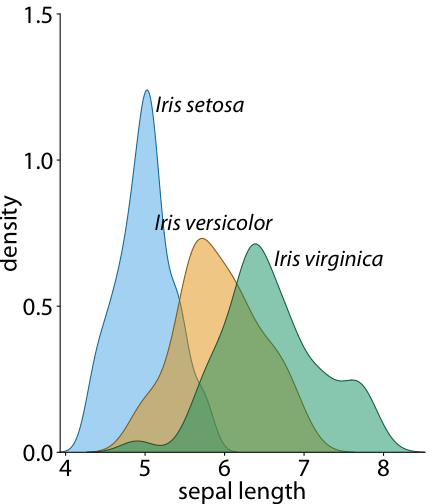 1.5
Iris setosa
1.0
Iris versicolor
Iris virginica
density
0.5
0.0
4 5 6 7 8
sepal length